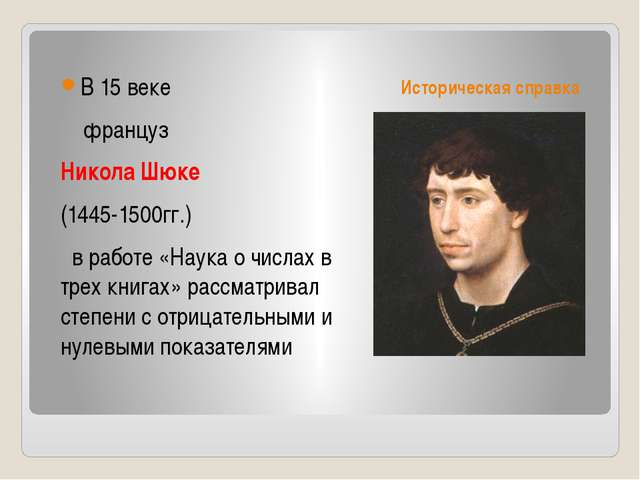 Историческая справка
В 15 веке
француз
Никола Шюке
(1445-1500гг.)
в работе «Наука о числах в
трех книгах» рассматривал
степени с отрицательными и
нулевыми показателями